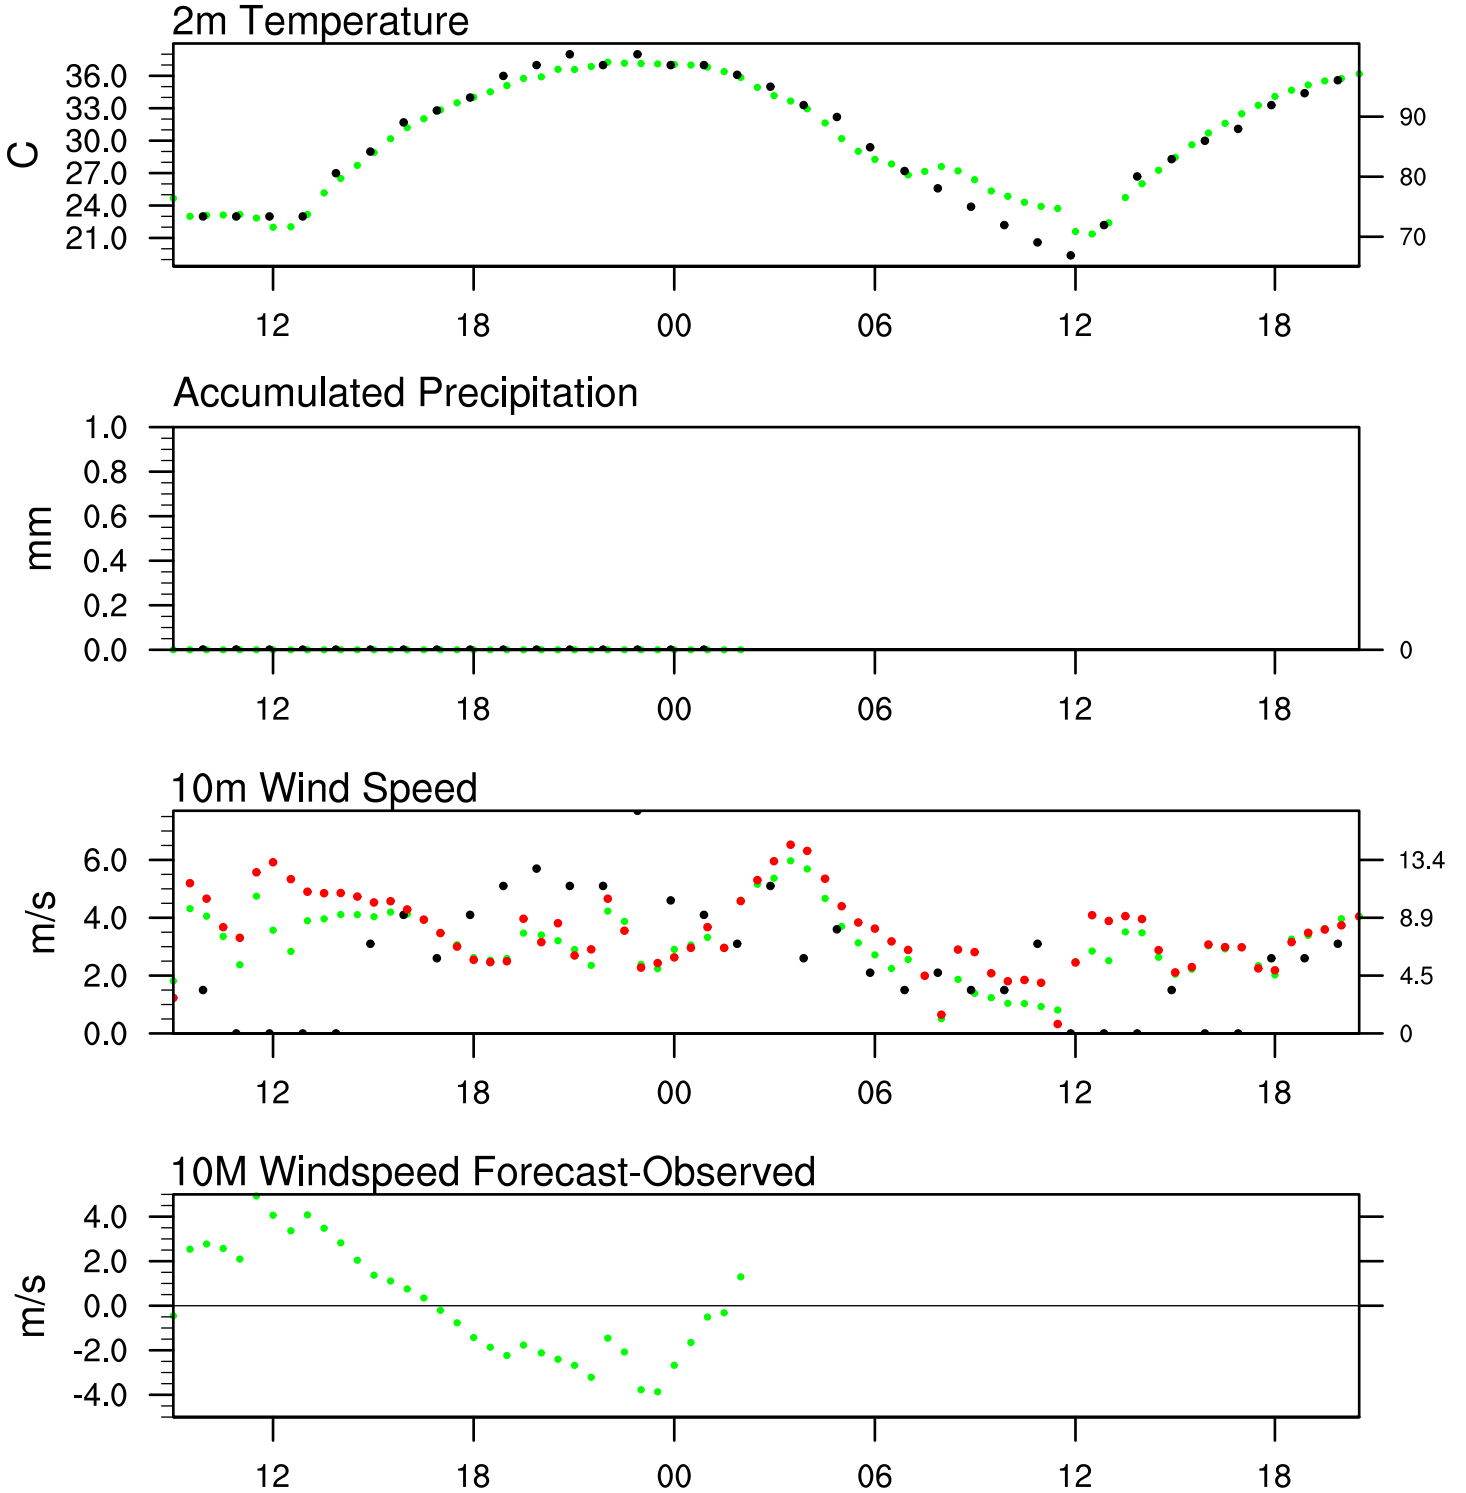 2m Temperature
36.0
33.0
30.0
27.0
24.0
21.0
C
90
80
70
12 18 00 06 12 18
Accumulated Precipitation
1.0
0.8
0.6
0.4
0.2
0.0
mm
0
12 18 00 06 12 18
10m Wind Speed
6.0
4.0
2.0
0.0
m/s
13.4
8.9
4.5
0
12 18 00 06 12 18
10M Windspeed Forecast-Observed
4.0
2.0
0.0
-2.0
-4.0
m/s
12 18 00 06 12 18